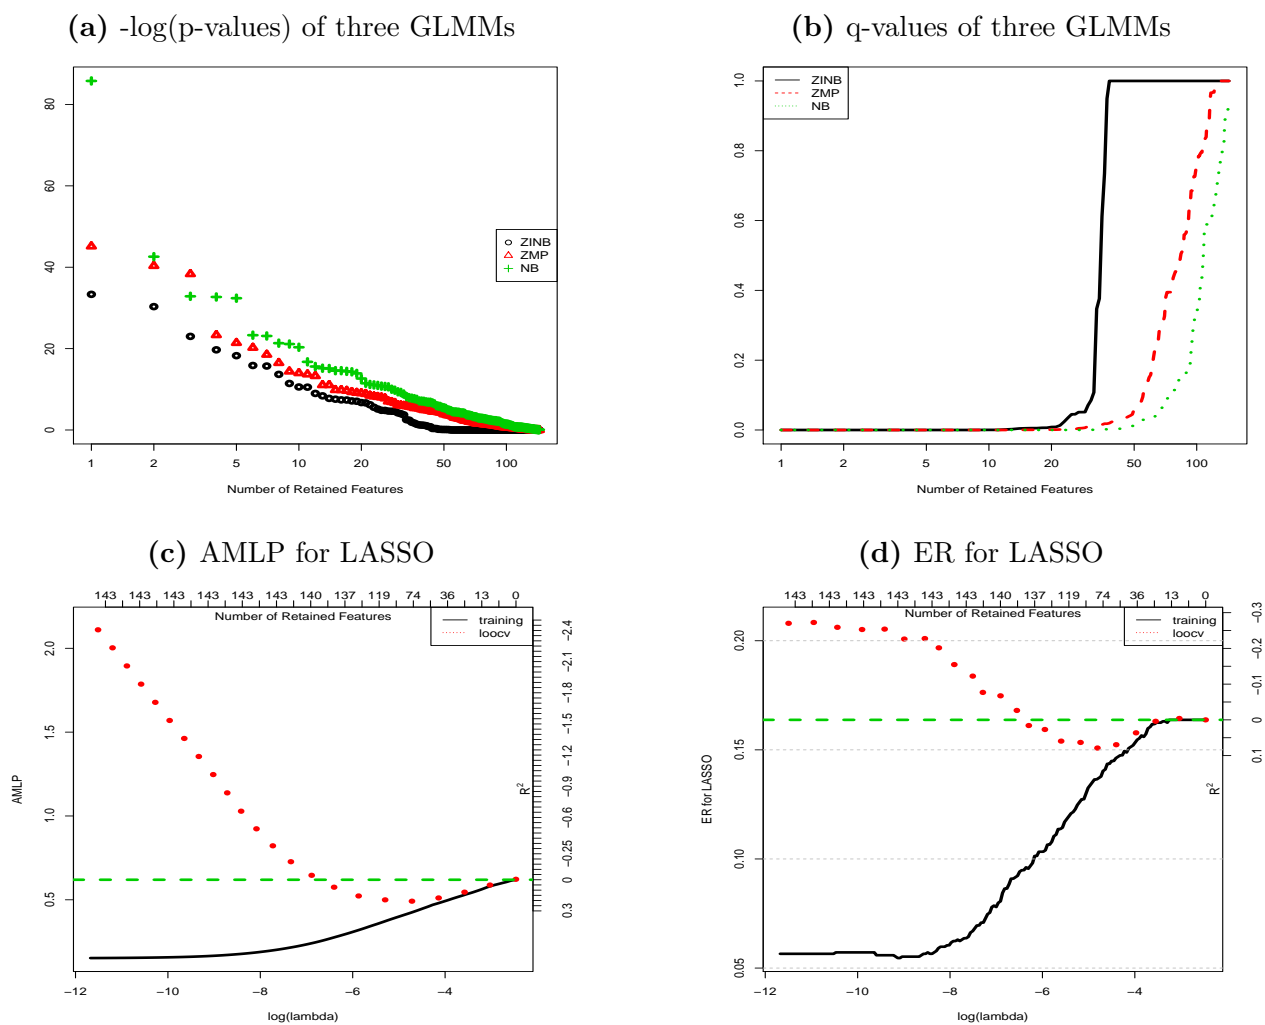 (a) -log(p-values) of three GLMMs
80
60
40
20
0
ZINB
ZMP
NB
1 2 5 10 20 50 100
Number of Retained Features
(b) q-values of three GLMMs
ZINB
ZMP
NB
1.0
0.8
0.6
0.4
0.2
0.0
1 2 5 10 20 50 100
Number of Retained Features
(c) AMLP for LASSO
143 143 143 143 143 143 140 137 119 74 36 13 0
Number of Retained Features
training
loocv
AMLP
2.0
1.5
1.0
0.5
-2.4
-2.1
-1.8
-1.5
-1.2
-0.9
-0.6
-0.25
0
0.3
R²
−12 −10 −8 −6 −4
log(lambda)
(d) ER for LASSO
143 143 143 143 143 143 140 137 119 74 36 13 0
Number of Retained Features
training
loocv
ER for LASSO
0.20
0.15
0.10
0.05
-0.3
-0.2
-0.1
0
0.1
R²
−12 −10 −8 −6 −4
log(lambda)